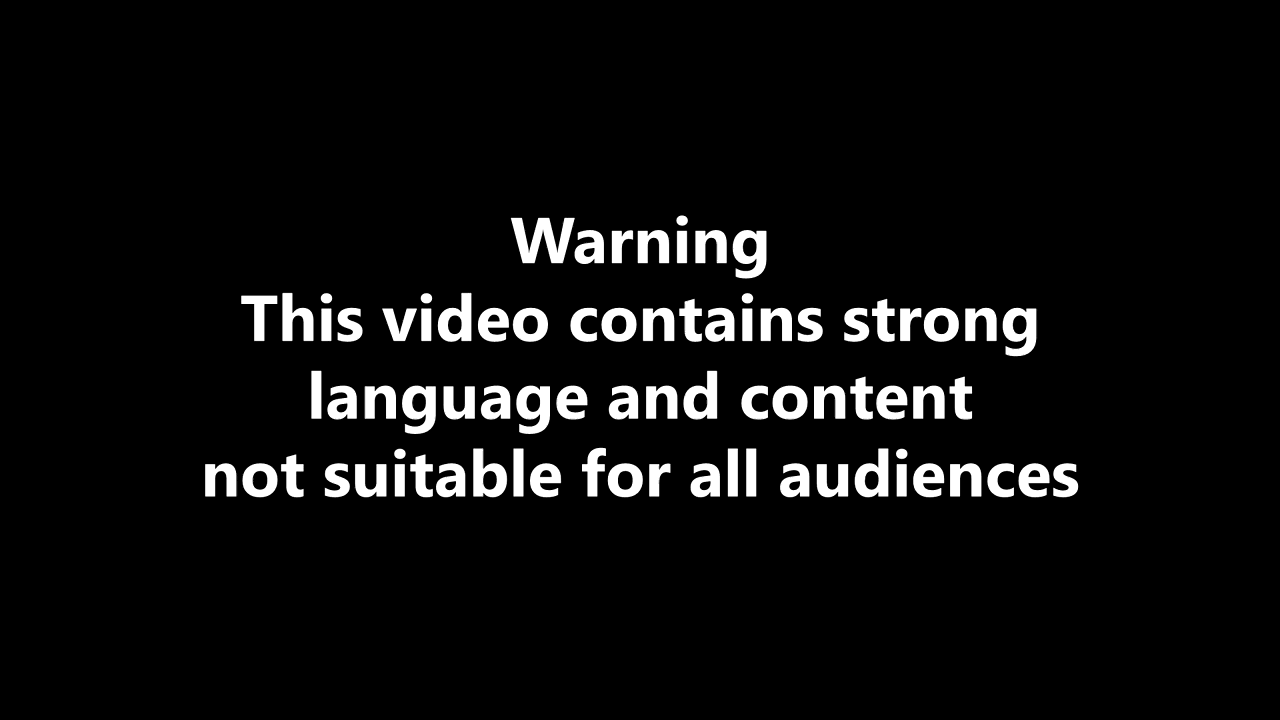 Warning
This video contains strong
language and content
not suitable for all audiences